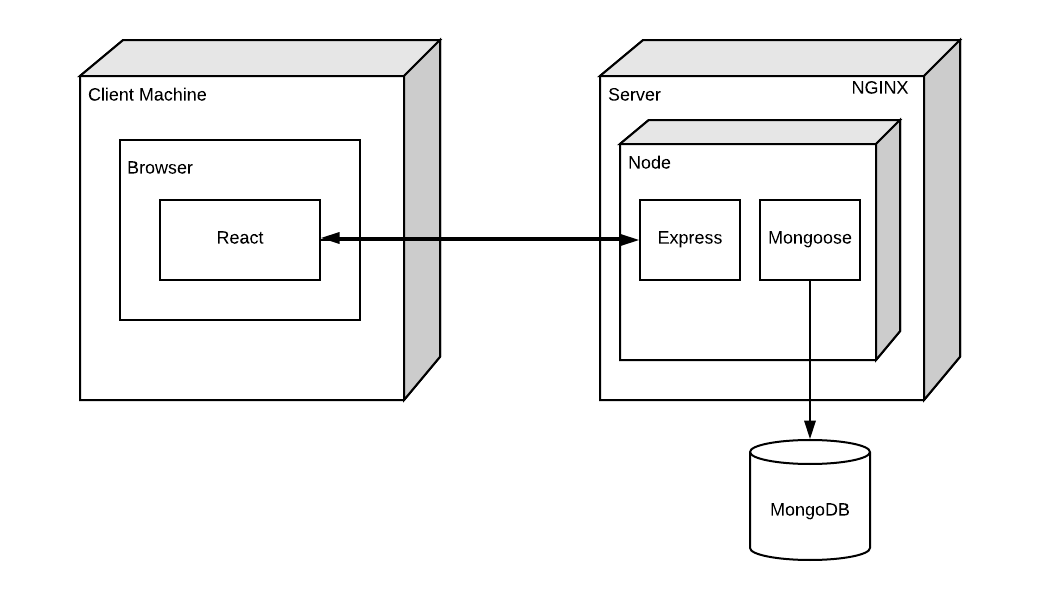 Client Machine
Browser
React
Server
NGINX
Node
Express
Mongoose
MongoDB